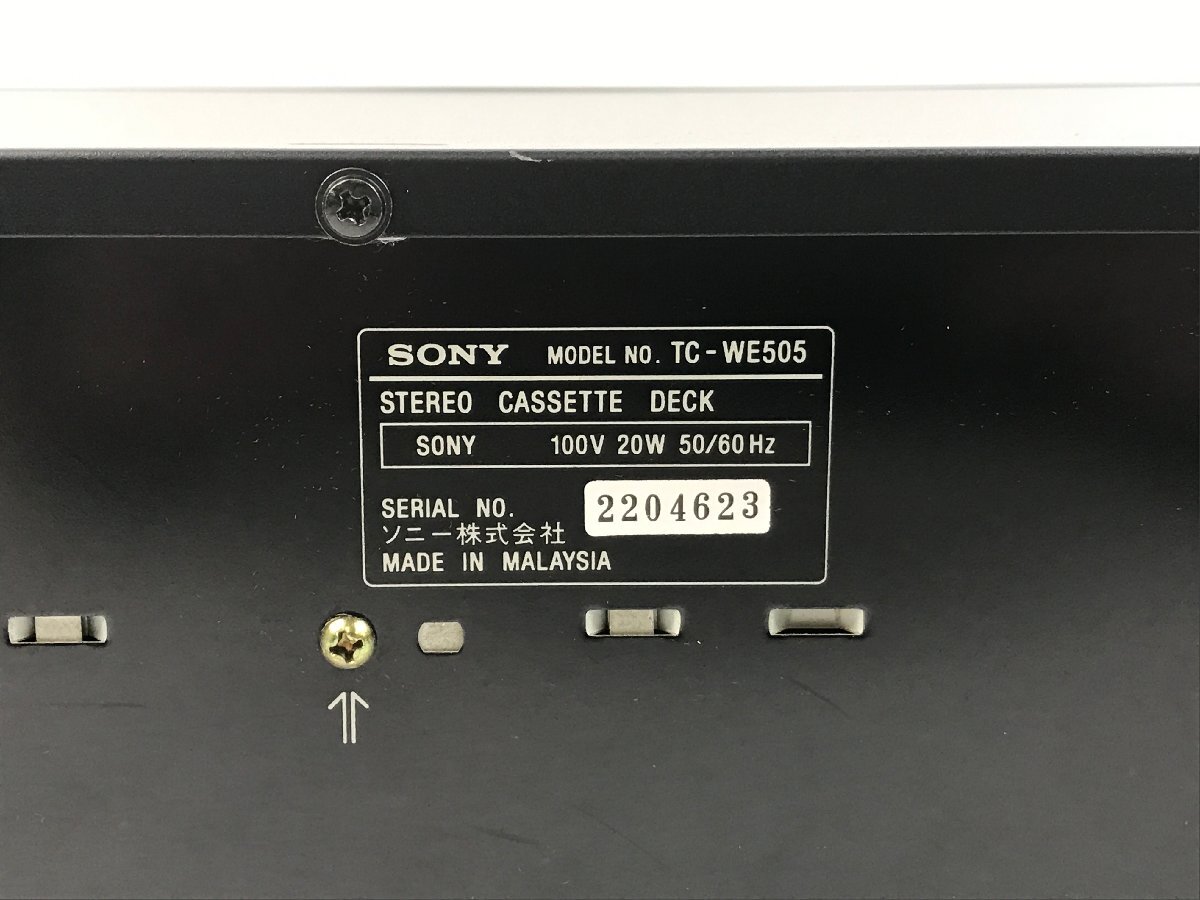 SONY MODEL NO. TC-WE505
STEREO CASSETTE DECK
SONY 100V 20W 50/60Hz
SERIAL NO. 2204623
ソニー株式会社
MADE IN MALAYSIA